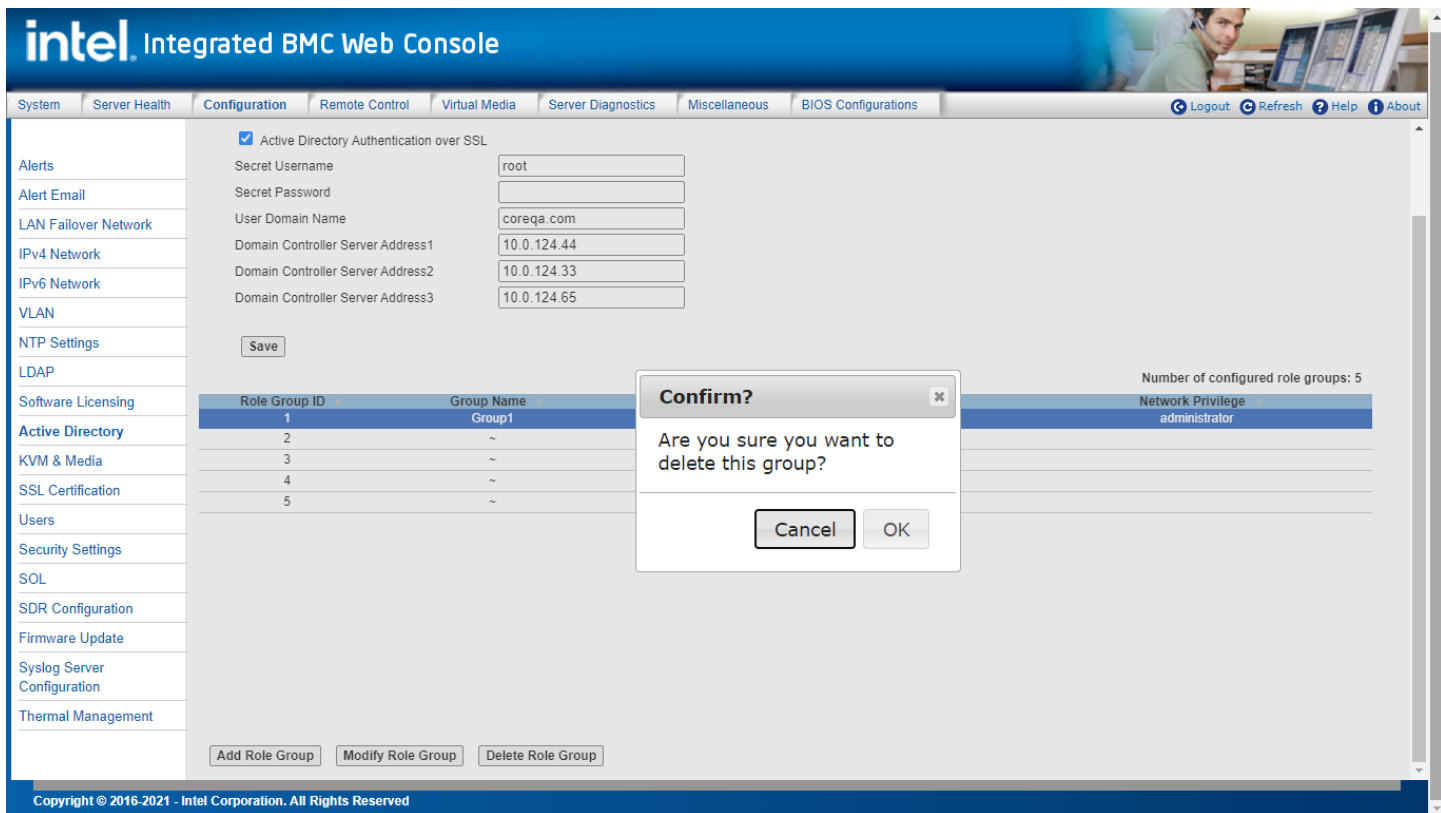 intel. Integrated BMC Web Console
System Server Health Configuration Remote Control Virtual Media Server Diagnostics Miscellaneous BIOS Configurations Logout Refresh Help About
Alerts
Alert Email
LAN Failover Network
IPv4 Network
IPv6 Network
VLAN
NTP Settings
LDAP
Software Licensing
Active Directory
KVM & Media
SSL Certification
Users
Security Settings
SOL
SDR Configuration
Firmware Update
Syslog Server
Configuration
Thermal Management
Active Directory Authentication over SSL
Secret Username root
Secret Password
User Domain Name coreqa.com
Domain Controller Server Address1 10.0.124.44
Domain Controller Server Address2 10.0.124.33
Domain Controller Server Address3 10.0.124.65
Save
Number of configured role groups: 5
Role Group ID Group Name Network Privilege
1 Group1 administrator
2 ~
3 ~
4 ~
5 ~
Confirm?
Are you sure you want to
delete this group?
Cancel OK
Add Role Group Modify Role Group Delete Role Group
Copyright © 2016-2021 - Intel Corporation. All Rights Reserved